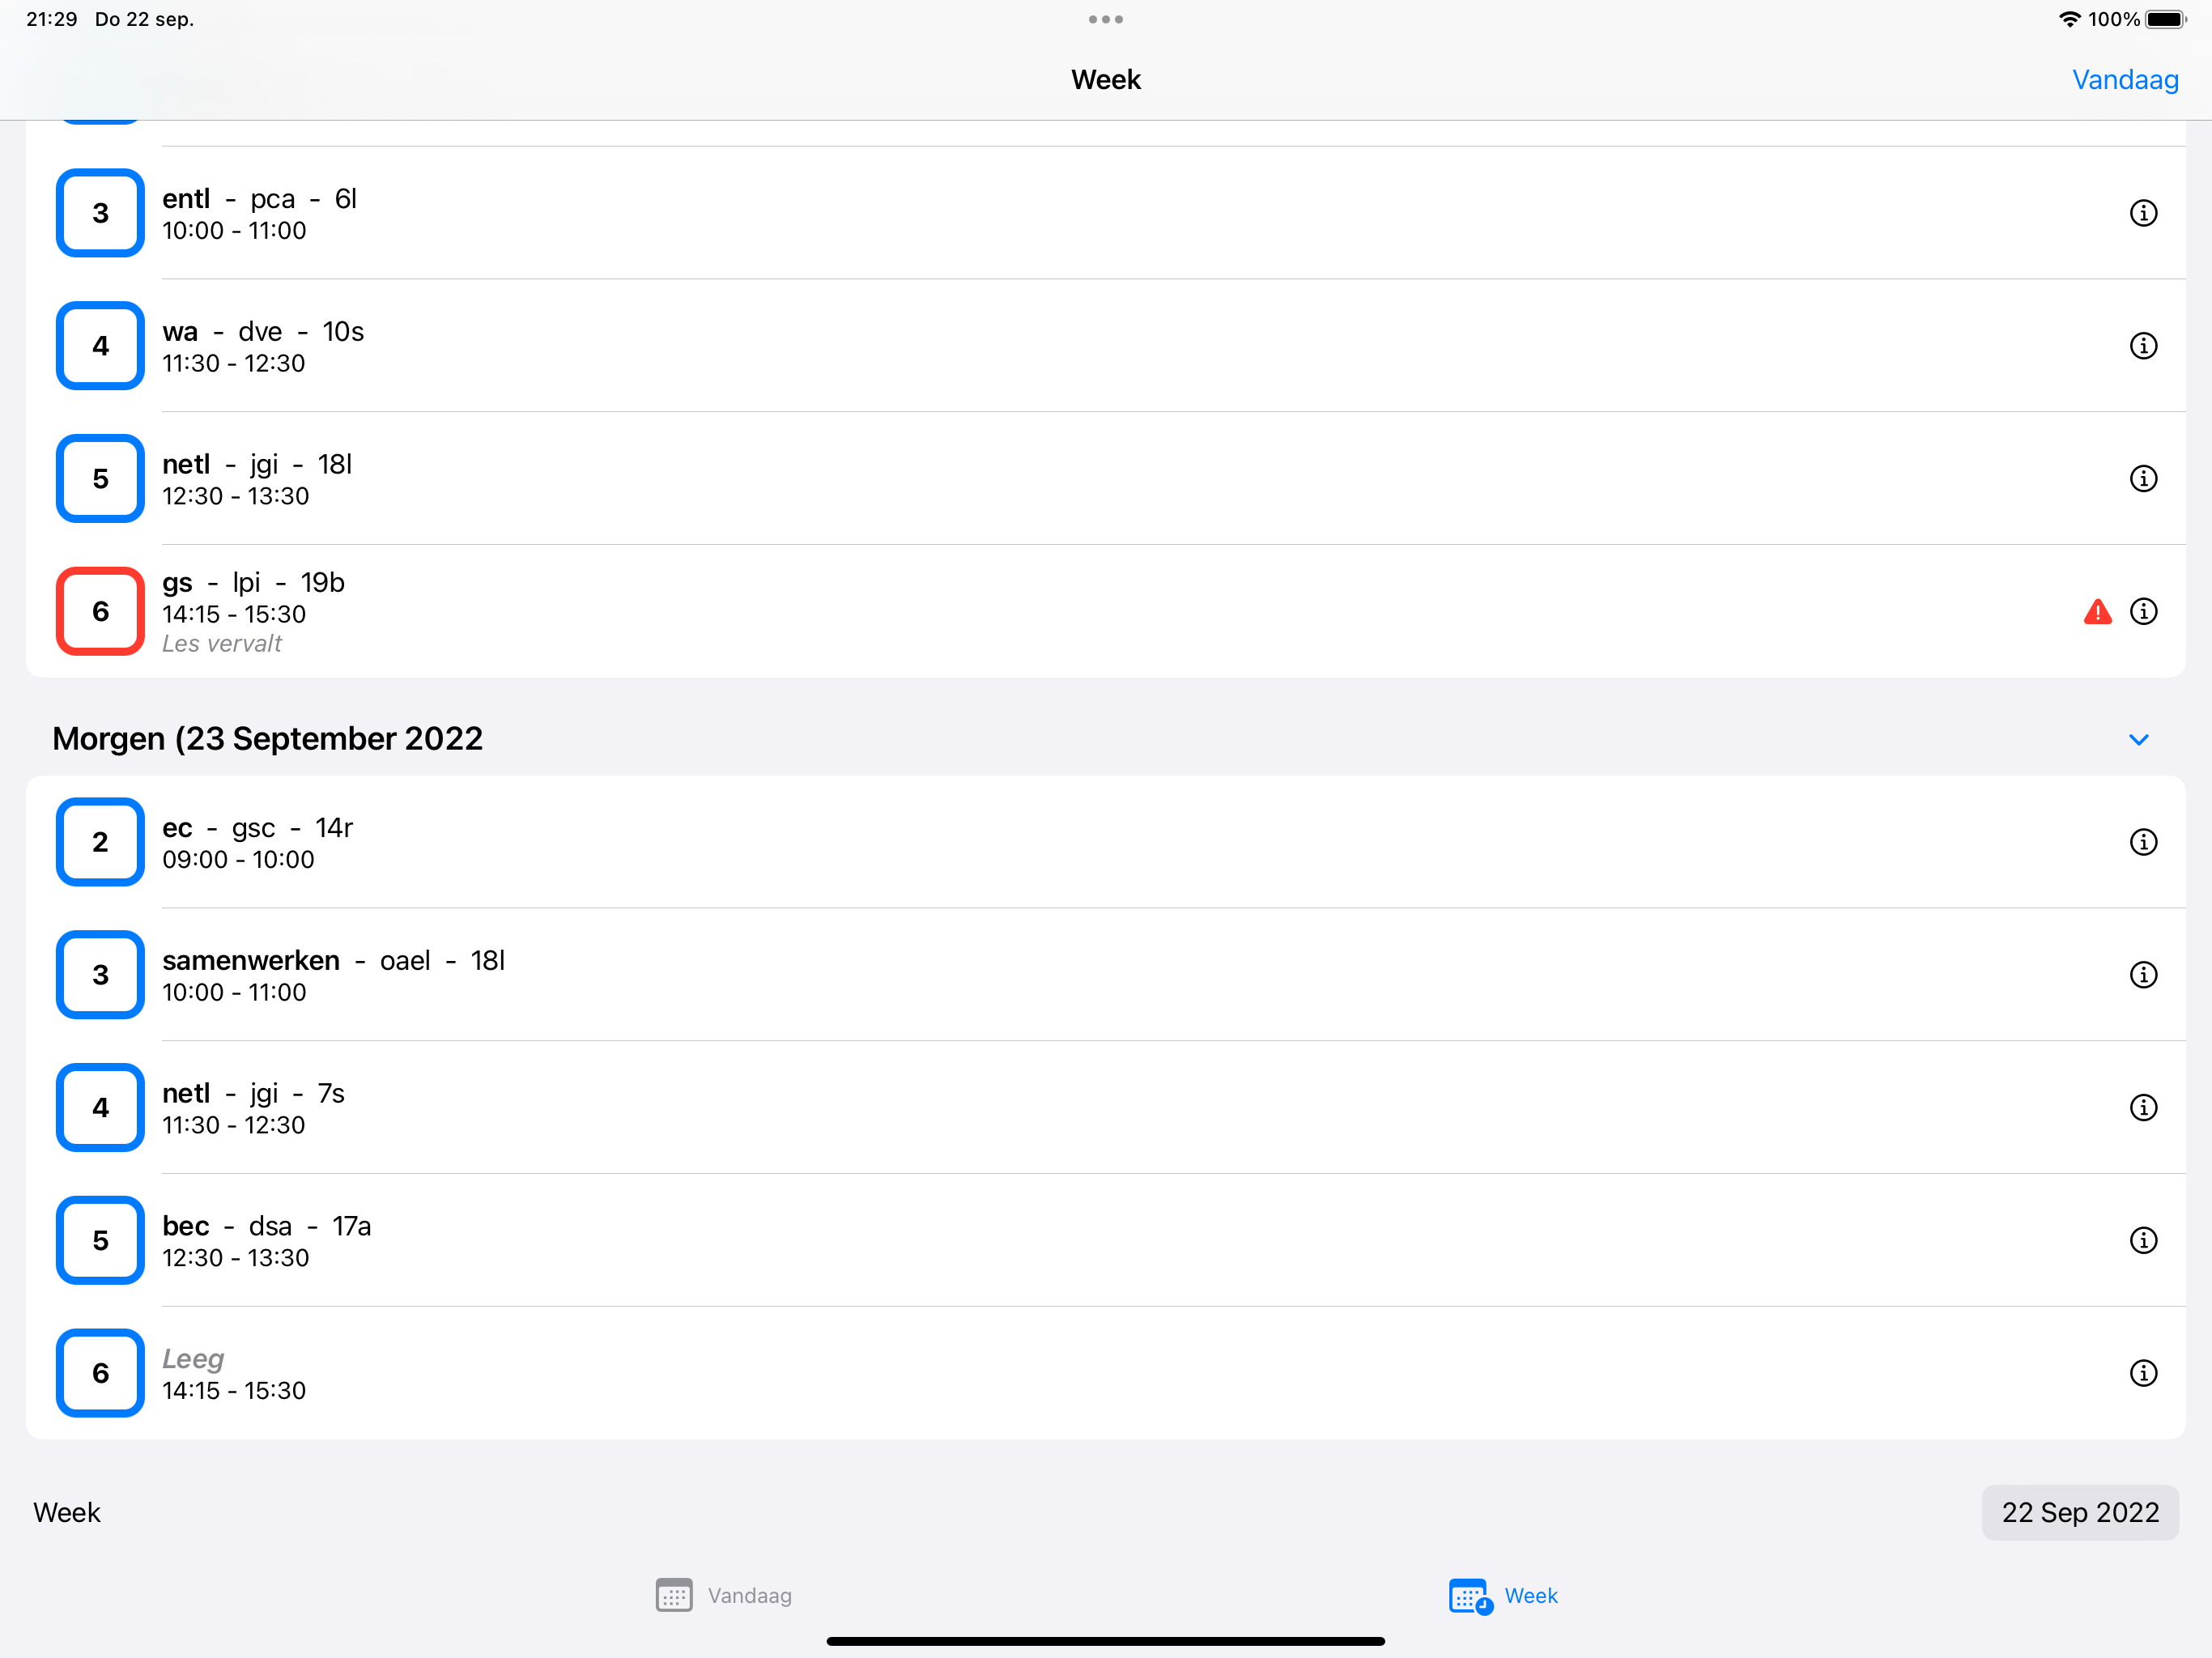 21:29 Do 22 sep.
100%
Week
Vandaag
3
entl - pca - 6l
10:00 - 11:00
4
wa - dve - 10s
11:30 - 12:30
5
netl - jgi - 18l
12:30 - 13:30
6
gs - lpi - 19b
14:15 - 15:30
Les vervalt
Morgen (23 September 2022
2
ec - gsc - 14r
09:00 - 10:00
3
samenwerken - oael - 18l
10:00 - 11:00
4
netl - jgi - 7s
11:30 - 12:30
5
bec - dsa - 17a
12:30 - 13:30
6
Leeg
14:15 - 15:30
Week
22 Sep 2022
Vandaag
Week